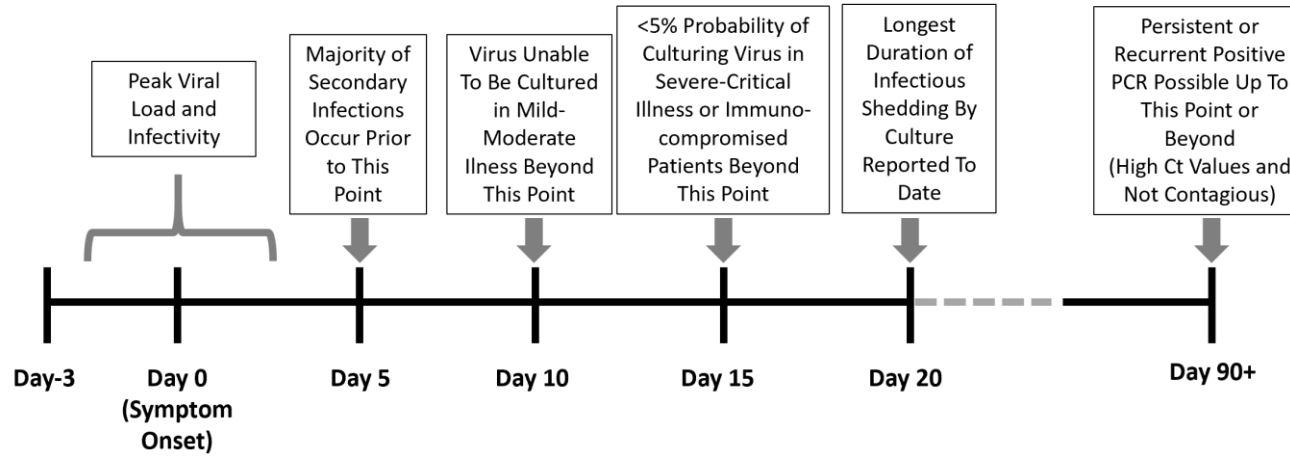 Peak Viral
Load and
Infectivity
Majority of
Secondary
Infections
Occur Prior
to This
Point
Virus Unable
To Be Cultured
in Mild-
Moderate
Ilness Beyond
This Point
<5% Probability of
Culturing Virus in
Severe-Critical
Illness or Immuno-
compromised
Patients Beyond
This Point
Longest
Duration of
Infectious
Shedding By
Culture
Reported To
Date
Persistent or
Recurrent Positive
PCR Possible Up To
This Point or
Beyond
(High Ct Values and
Not Contagious)
Day-3
Day 0
(Symptom
Onset)
Day 5
Day 10
Day 15
Day 20
Day 90+